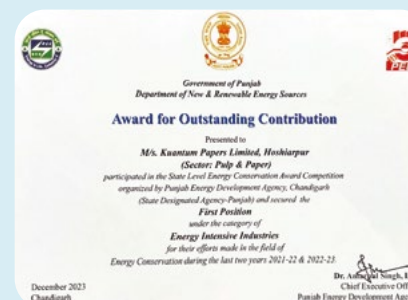 Government of Punjab
Department of New & Renewable Energy Sources
Award for Outstanding Contribution
Presented to
M/s. Kuantum Papers Limited, Hoshiarpur
(Sector: Pulp & Paper)
participated in the State Level Energy Conservation Award Competition
organized by Punjab Energy Development Agency, Chandigarh
(State Designated Agency-Punjab) and secured the
First Position
under the category of
Energy Intensive Industries
for their efforts made in the field of
Energy Conservation during the last two years 2021-22 & 2022-23.
December 2023
Chandigarh
Dr. Singh,
Chief Executive
Punjab Energy Development